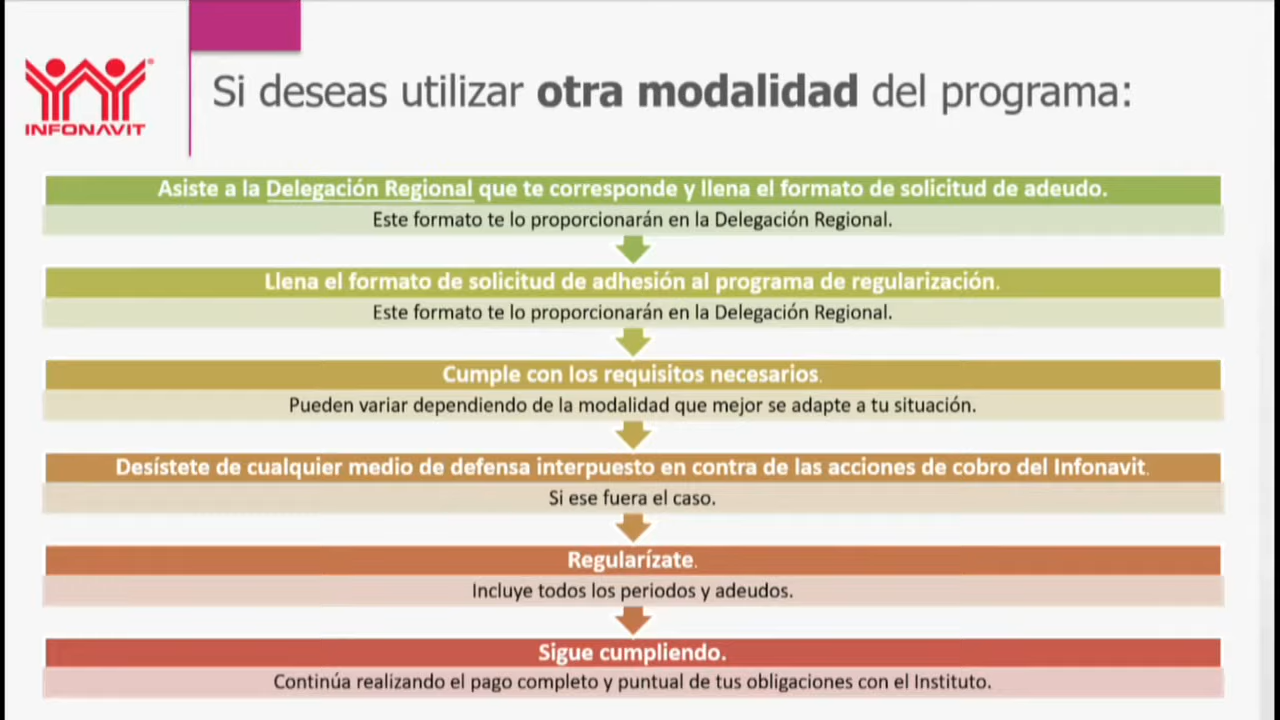 INFONAVIT
Si deseas utilizar otra modalidad del programa:
Asiste a la Delegación Regional que te corresponde y llena el formato de solicitud de adeudo.
Este formato te lo proporcionarán en la Delegación Regional.
Llena el formato de solicitud de adhesión al programa de regularización.
Este formato te lo proporcionarán en la Delegación Regional.
Cumple con los requisitos necesarios.
Pueden variar dependiendo de la modalidad que mejor se adapte a tu situación.
Desístete de cualquier medio de defensa interpuesto en contra de las acciones de cobro del Infonavit.
Si ese fuera el caso.
Regularízate.
Incluye todos los periodos y adeudos.
Sigue cumpliendo.
Continúa realizando el pago completo y puntual de tus obligaciones con el Instituto.